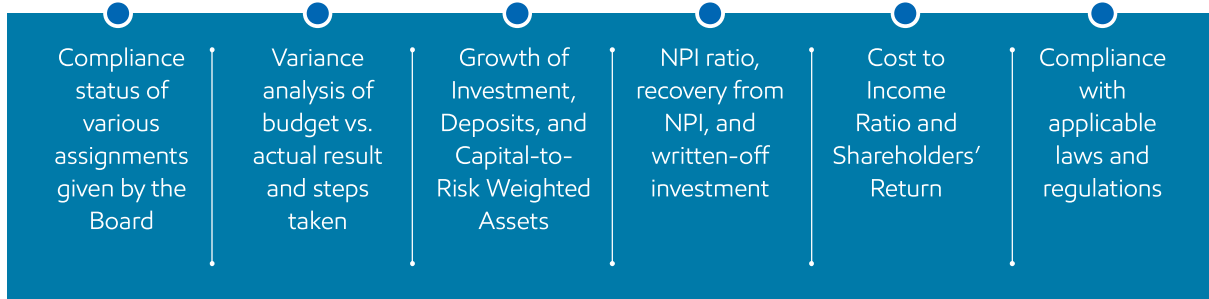 Compliance
status of
various
assignments
given by the
Board
Variance
analysis of
budget vs.
actual result
and steps
taken
Growth of
Investment,
Deposits, and
Capital-to-
Risk Weighted
Assets
NPI ratio,
recovery from
NPI, and
written-off
investment
Cost to
Income
Ratio and
Shareholders’
Return
Compliance
with
applicable
laws and
regulations